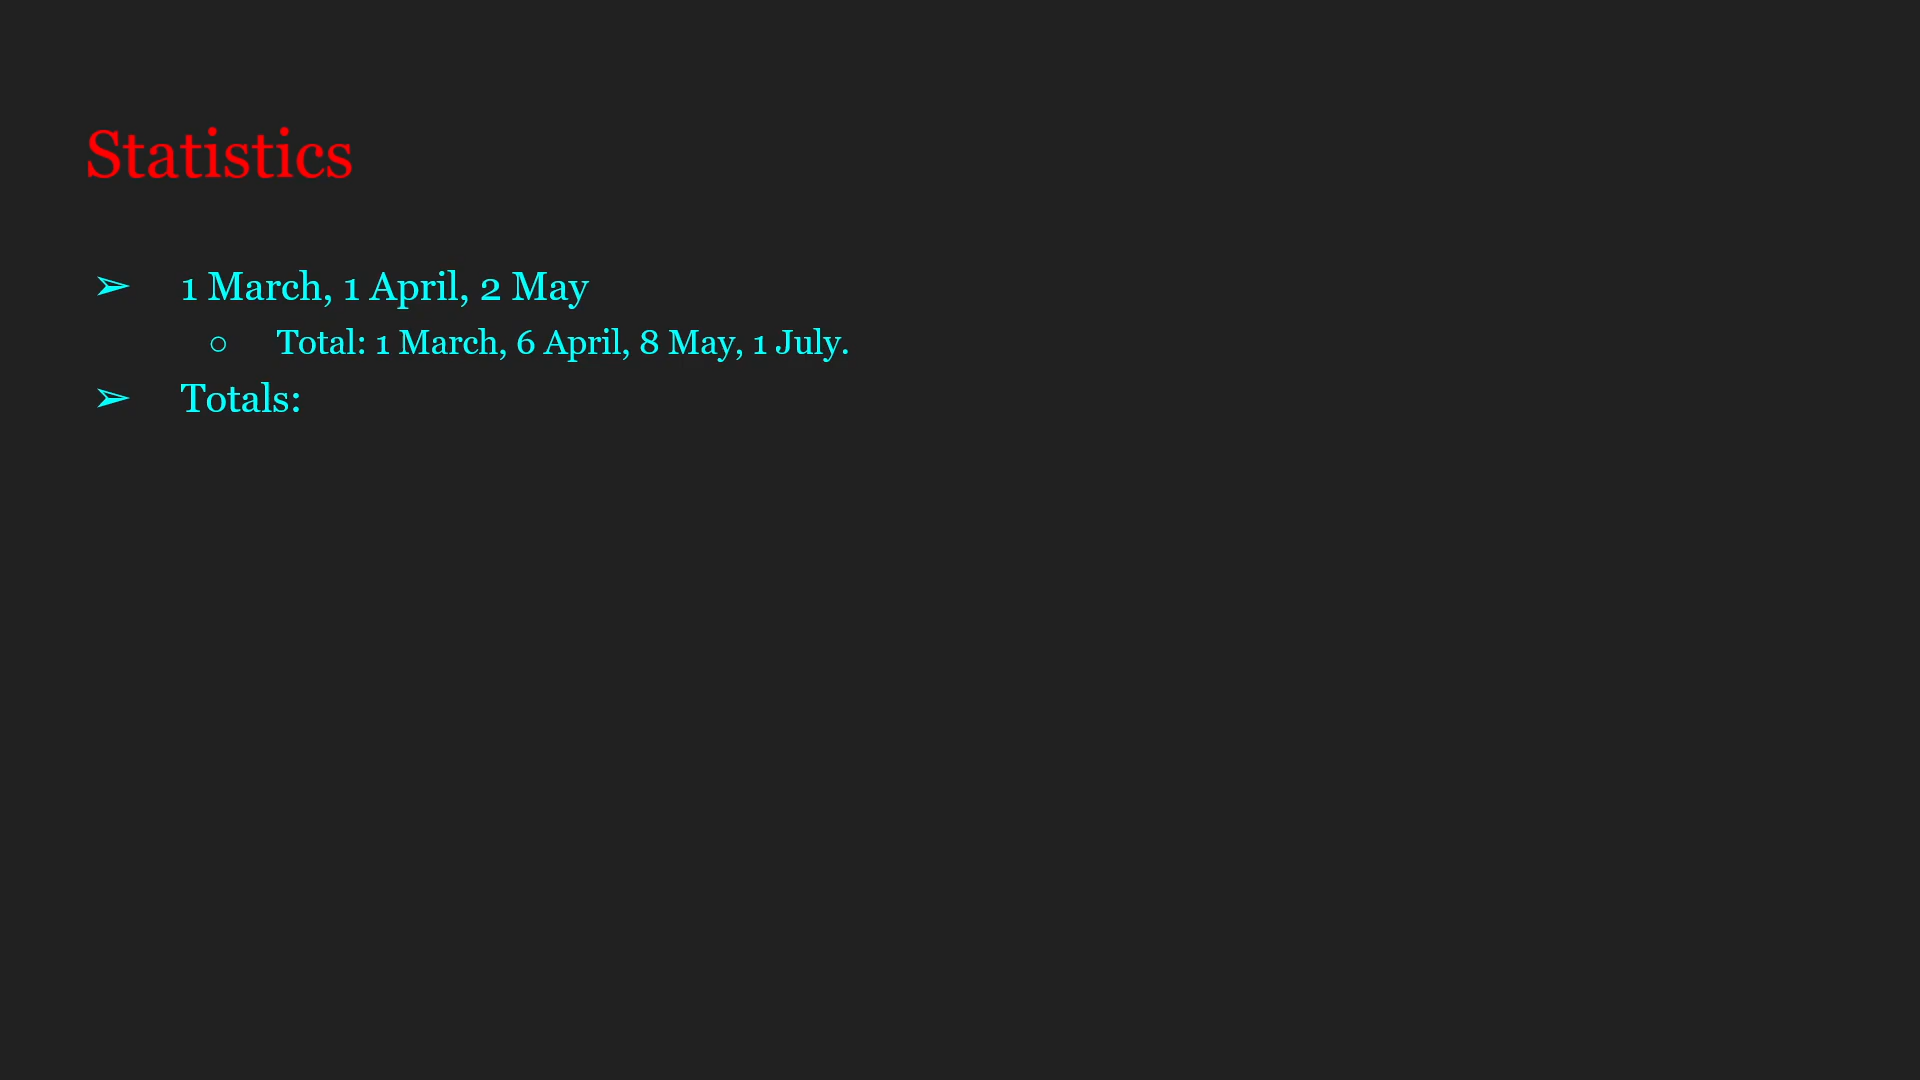 Statistics
➢ 1 March, 1 April, 2 May
○ Total: 1 March, 6 April, 8 May, 1 July.
➢ Totals: